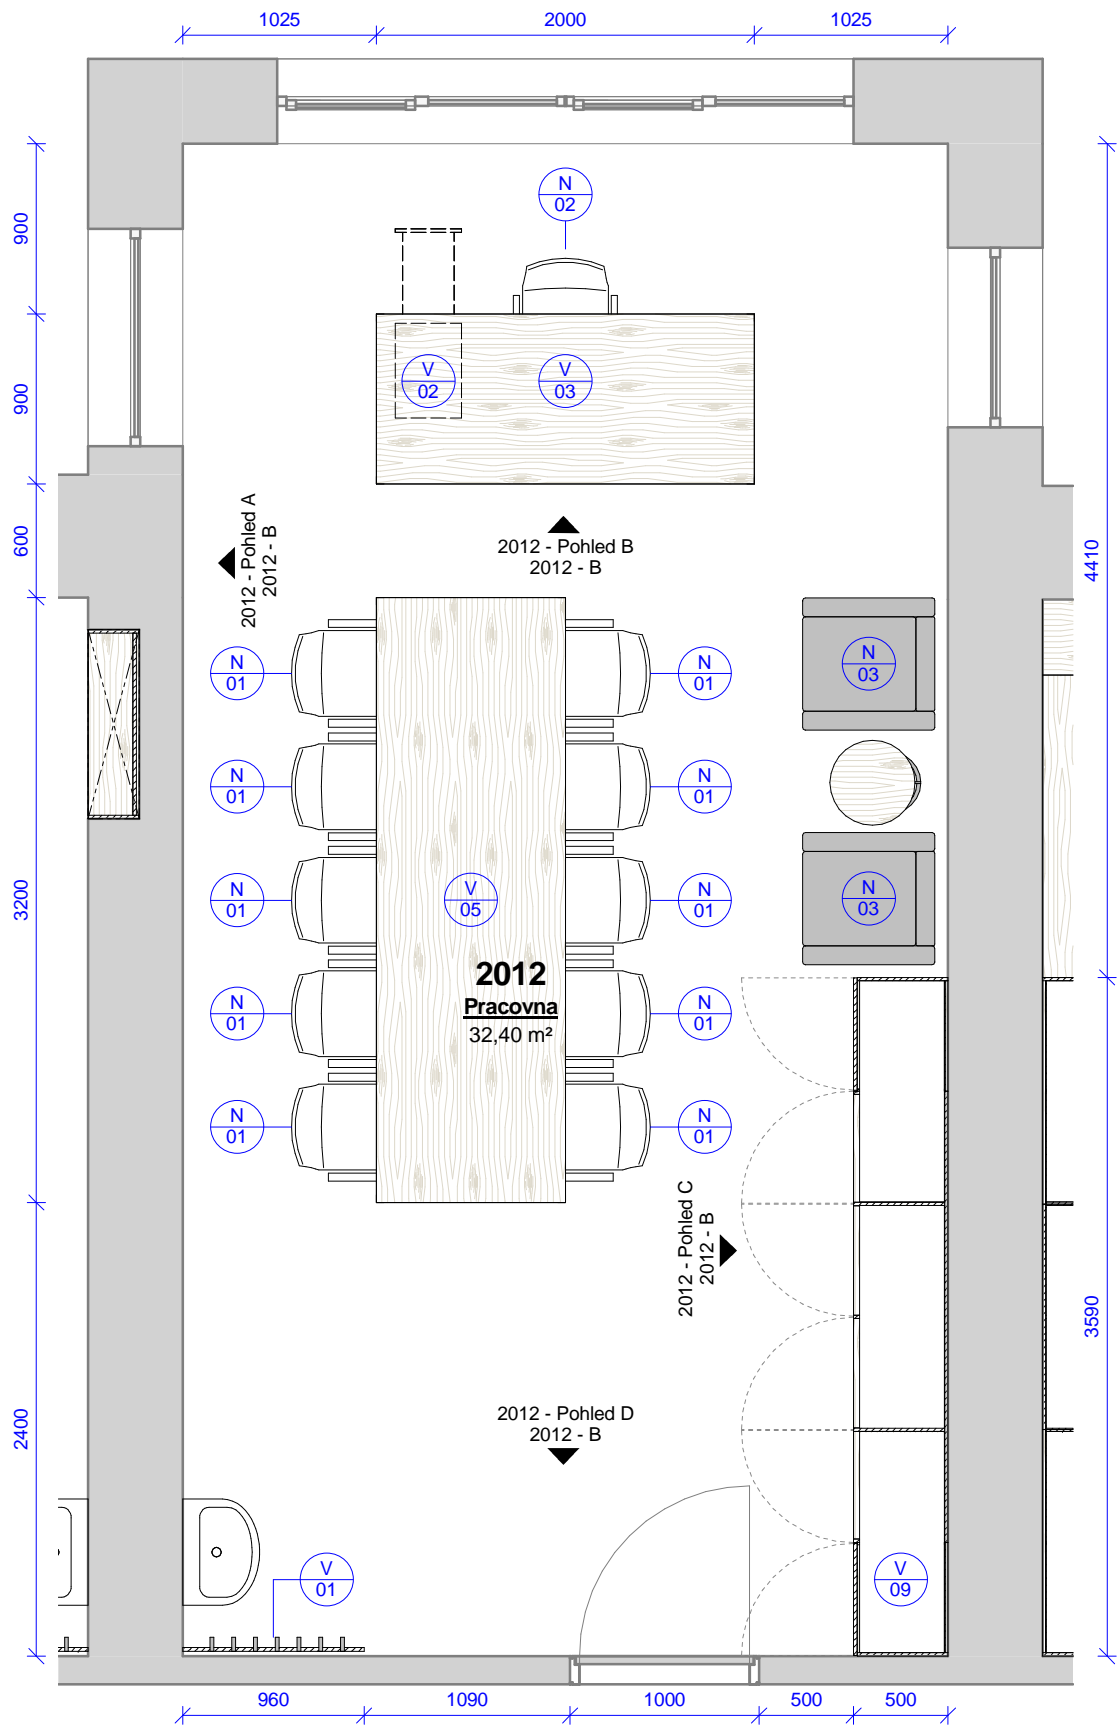 1025
2000
1025
N
02
900
V
02
V
03
900
2012 - Pohled A
2012 - B
2012 - Pohled B
2012 - B
600
4410
N
01
N
01
N
03
N
01
N
01
N
01
V
05
N
01
N
03
3200
2012
Pracovna
32,40 m²
N
01
N
01
N
01
N
01
2012 - Pohled C
2012 - B
3590
2012 - Pohled D
2012 - B
2400
V
01
V
09
960
1090
1000
500
500